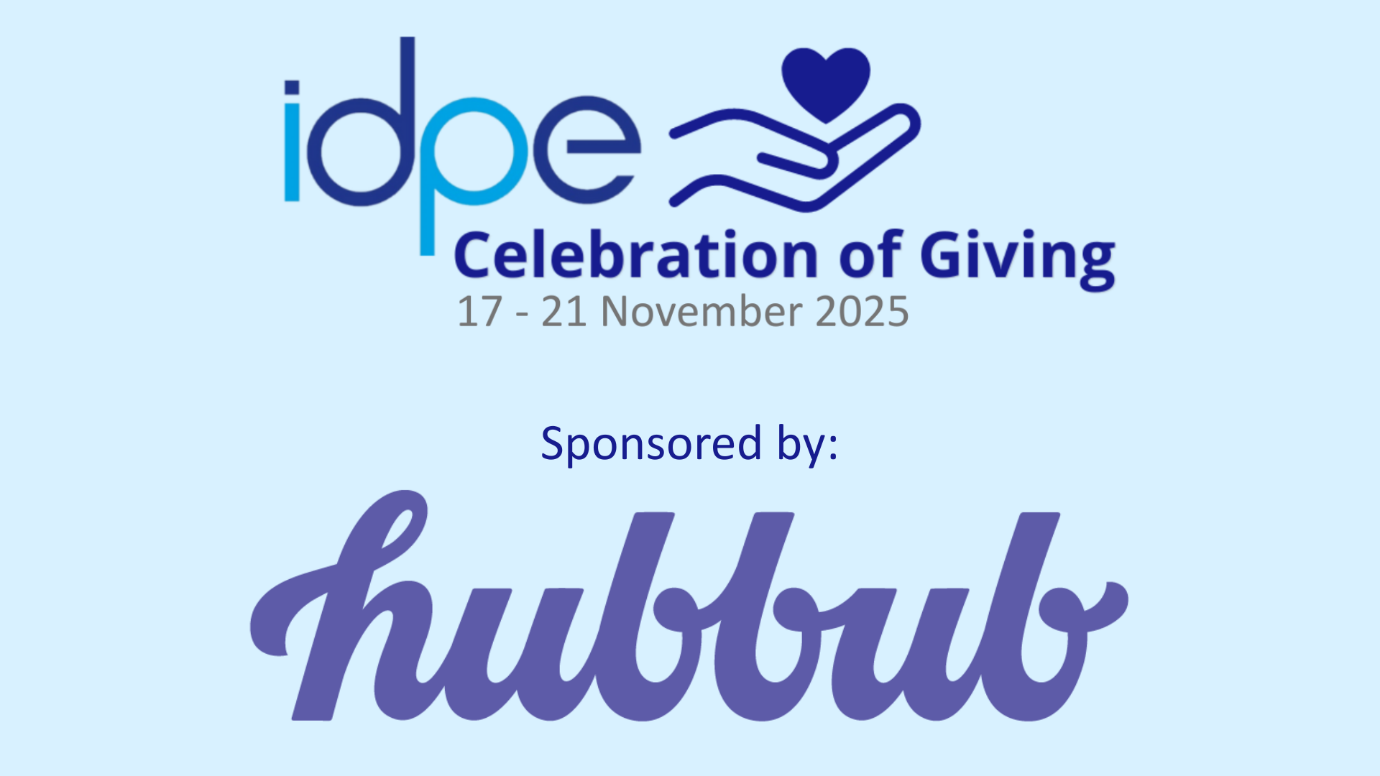 idpe
Celebration of Giving
17 - 21 November 2025
Sponsored by:
hubbub